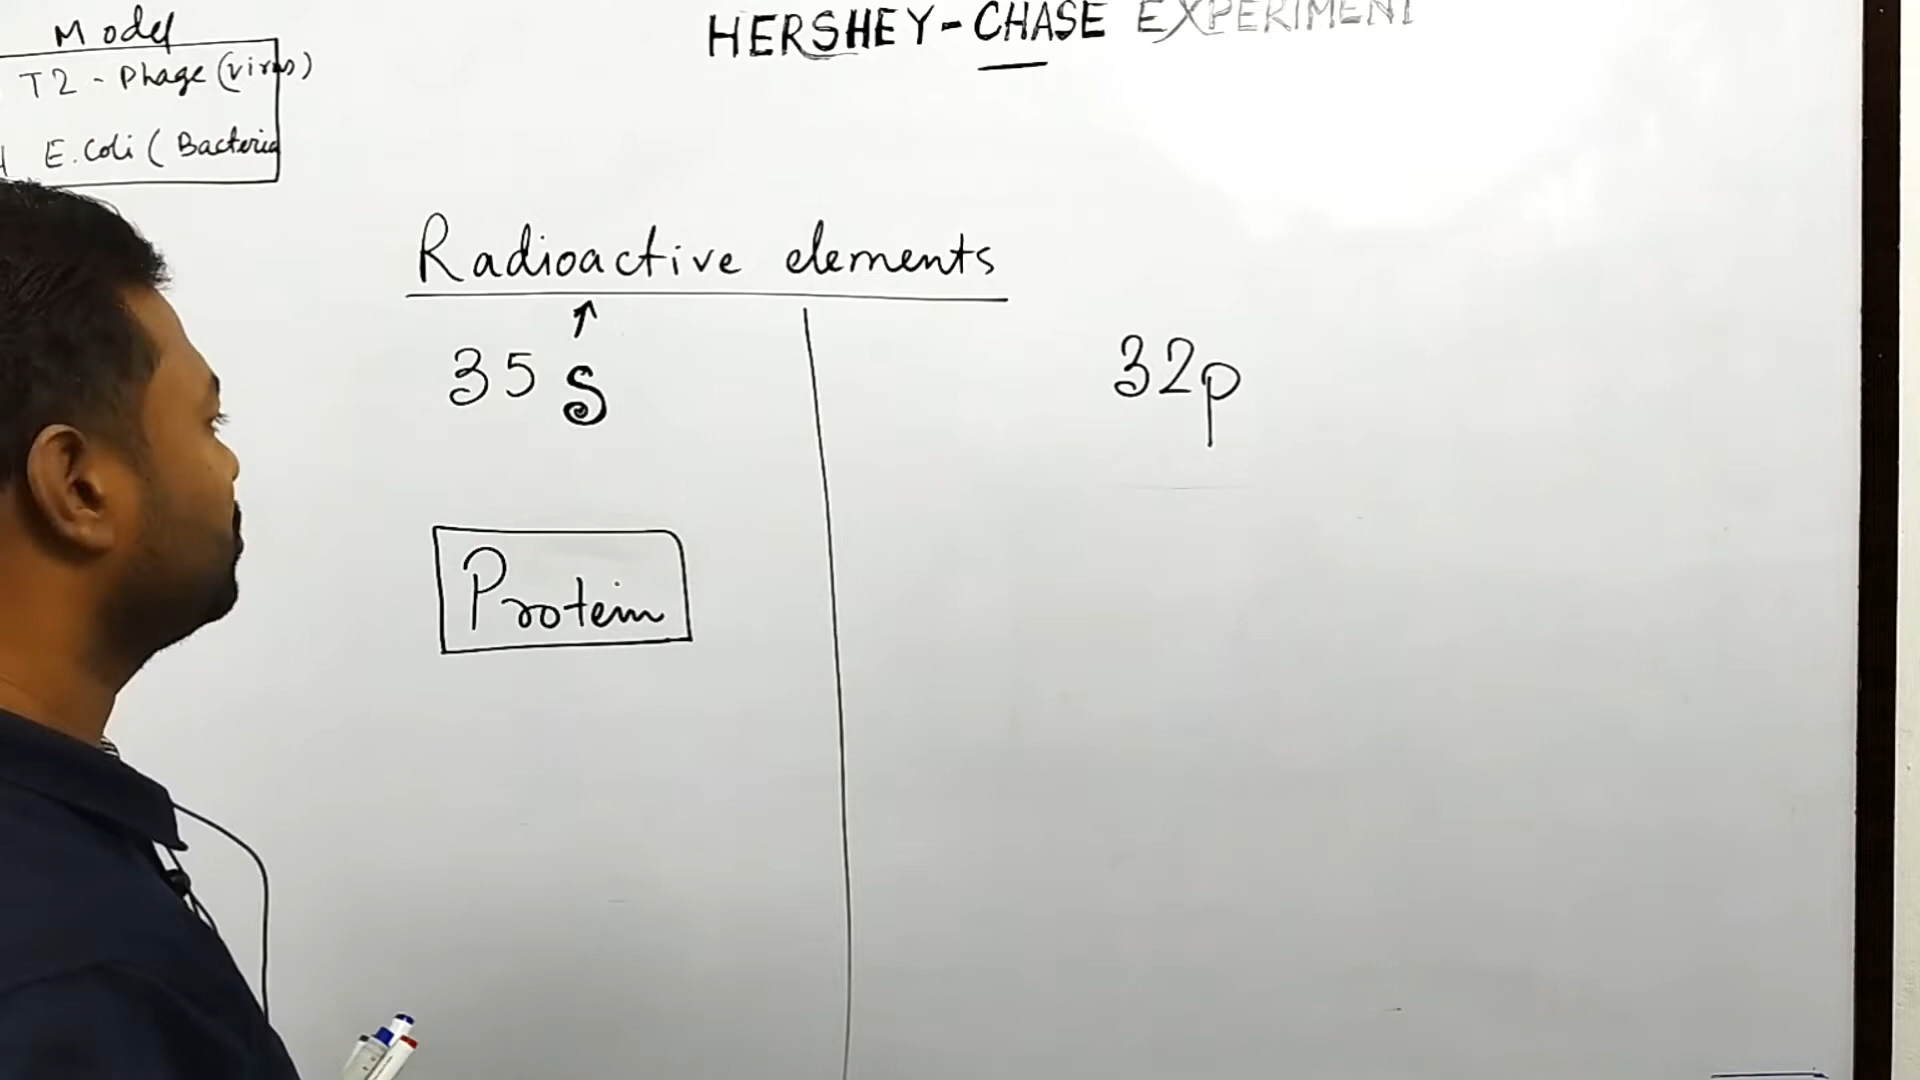 HERSHEY-CHASE EXPERIMENT
Model
T2 - Phage (virus)
E.Coli ( Bacteria
Radioactive elements
35 S
32p
Protein